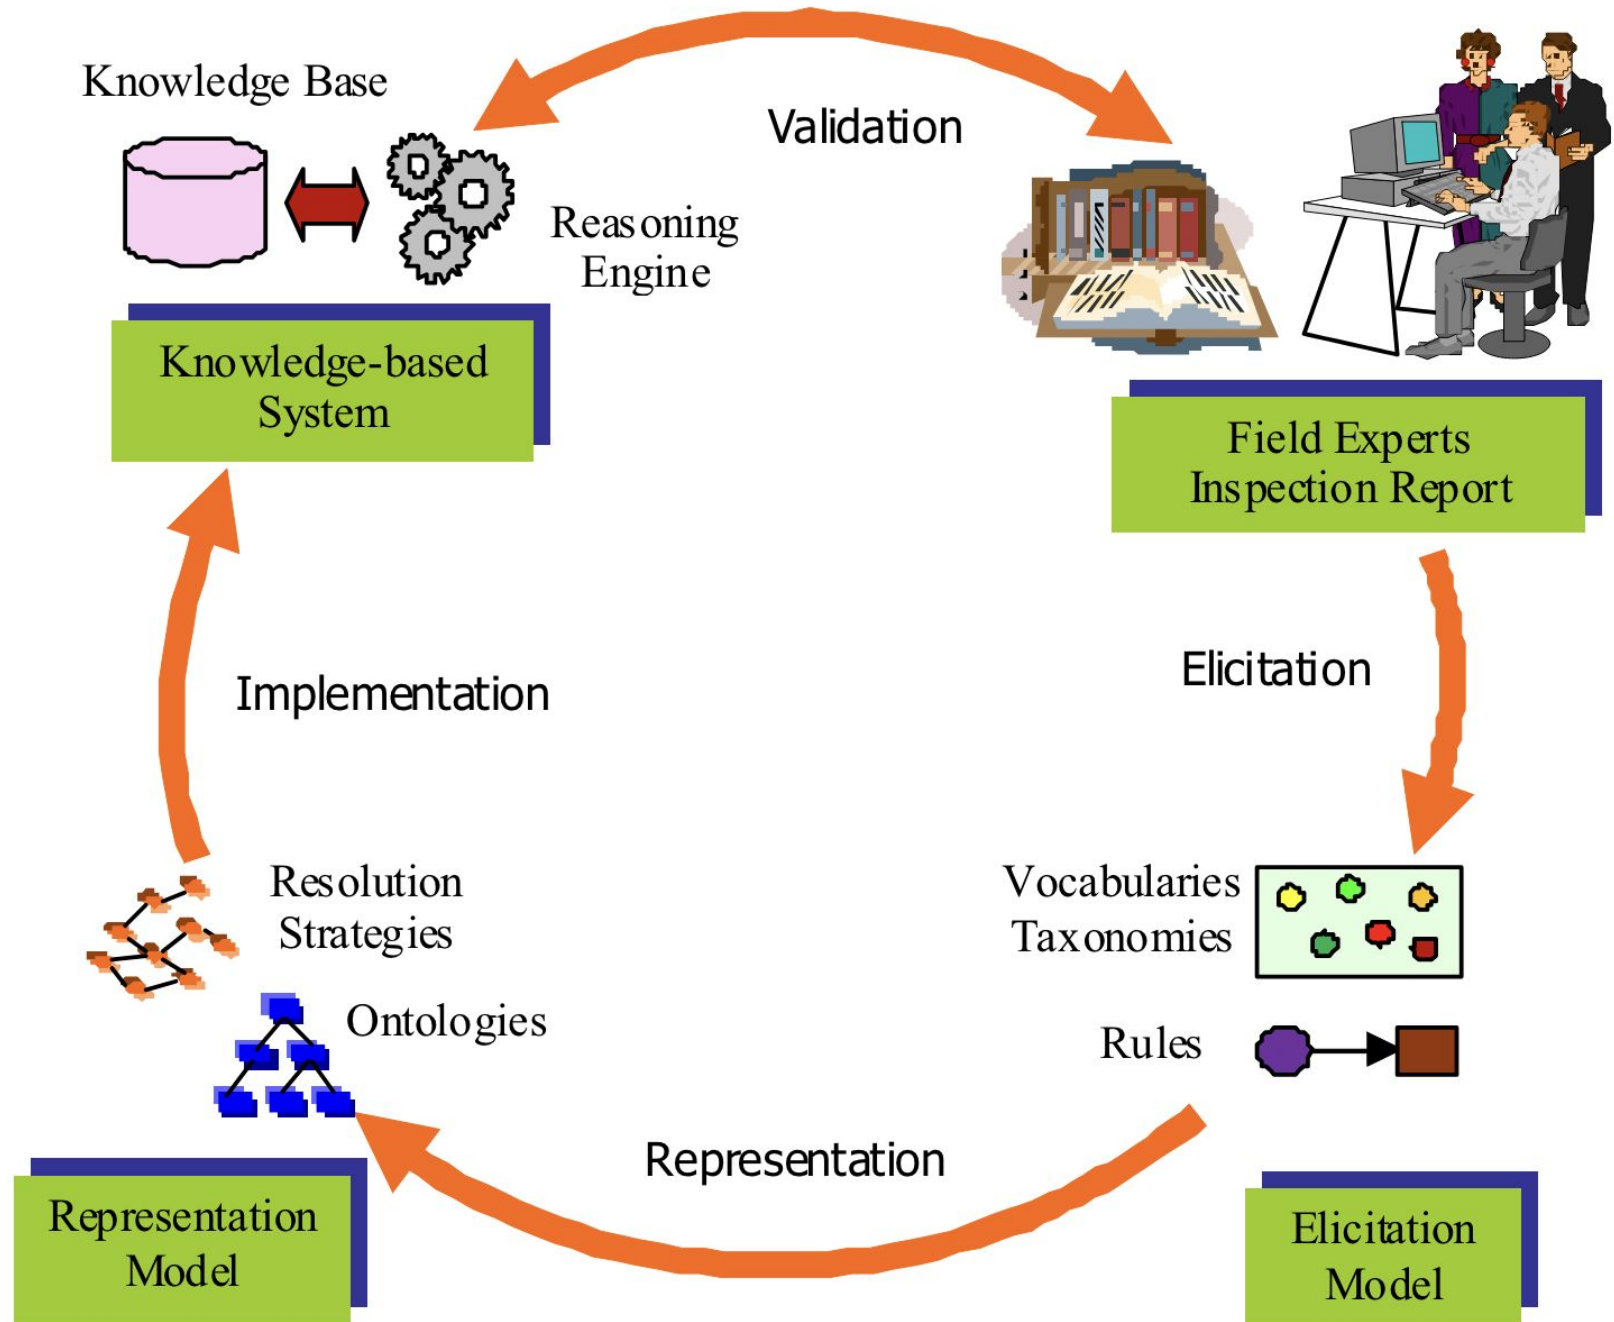 Knowledge Base
Validation
Reasoning
Engine
Knowledge-based
System
Field Experts
Inspection Report
Elicitation
Implementation
Resolution
Strategies
Ontologies
Vocabularies
Taxonomies
Rules
Representation
Representation
Model
Elicitation
Model